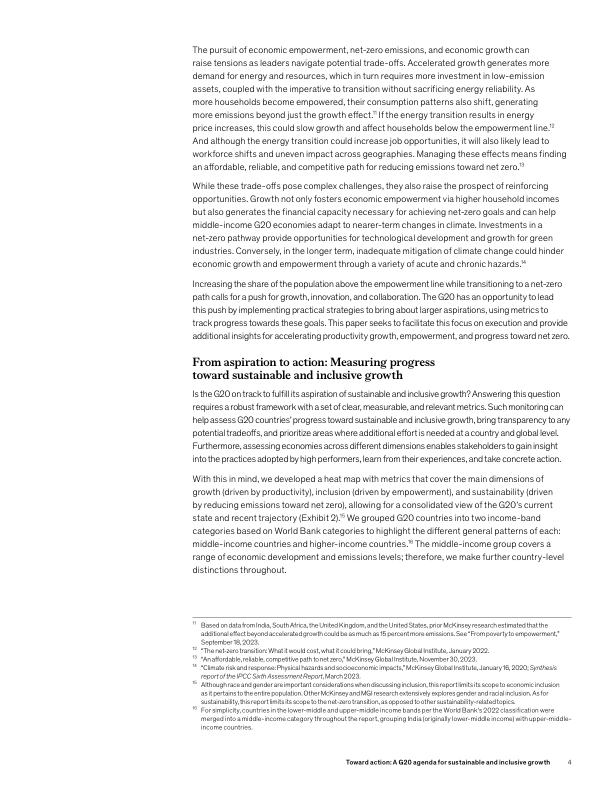 The pursuit of economic empowerment, net-zero emissions, and economic growth can
raise tensions as leaders navigate potential trade-offs. Accelerated growth generates more
demand for energy and resources, which in turn requires more investment in low-emission
assets, coupled with the imperative to transition without sacrificing energy reliability. As
more households become empowered, their consumption patterns also shift, generating
more emissions beyond just the growth effect.11 If the energy transition results in energy
price increases, this could slow growth and affect households below the empowerment line.12
And although the energy transition could increase job opportunities, it will also likely lead to
workforce shifts and uneven impact across geographies. Managing these effects means finding
an affordable, reliable, and competitive path for reducing emissions toward net zero.13
While these trade-offs pose complex challenges, they also raise the prospect of reinforcing
opportunities. Growth not only fosters economic empowerment via higher household incomes
but also generates the financial capacity necessary for achieving net-zero goals and can help
middle-income G20 economies adapt to nearer-term changes in climate. Investments in a
net-zero pathway provide opportunities for technological development and growth for green
industries. Conversely, in the longer term, inadequate mitigation of climate change could hinder
economic growth and empowerment through a variety of acute and chronic hazards.14
Increasing the share of the population above the empowerment line while transitioning to a net-zero
path calls for a push for growth, innovation, and collaboration. The G20 has an opportunity to lead
this push by implementing practical strategies to bring about larger aspirations, using metrics to
track progress towards these goals. This paper seeks to facilitate this focus on execution and provide
additional insights for accelerating productivity growth, empowerment, and progress toward net zero.
From aspiration to action: Measuring progress
toward sustainable and inclusive growth
Is the G20 on track to fulfill its aspiration of sustainable and inclusive growth? Answering this question
requires a robust framework with a set of clear, measurable, and relevant metrics. Such monitoring can
help assess G20 countries' progress toward sustainable and inclusive growth, bring transparency to any
potential tradeoffs, and prioritize areas where additional effort is needed at a country and global level.
Furthermore, assessing economies across different dimensions enables stakeholders to gain insight
into the practices adopted by high performers, learn from their experiences, and take concrete action.
With this in mind, we developed a heat map with metrics that cover the main dimensions of
growth (driven by productivity), inclusion (driven by empowerment), and sustainability (driven
by reducing emissions toward net zero), allowing for a consolidated view of the G20's current
state and recent trajectory (Exhibit 2).15 We grouped G20 countries into two income-band
categories based on World Bank categories to highlight the different general patterns of each:
middle-income countries and higher-income countries.16 The middle-income group covers a
range of economic development and emissions levels; therefore, we make further country-level
distinctions throughout.
11 Based on data from India, South Africa, the United Kingdom, and the United States, prior McKinsey research estimated that the
additional effect beyond accelerated growth could be as much as 15 percent more emissions. See "From poverty to empowerment,"
September 18, 2023.
12 "The net-zero transition: What it would cost, what it could bring," McKinsey Global Institute, January 2022.
13 "An affordable, reliable, competitive path to net zero," McKinsey Global Institute, November 30, 2023.
14 "Climate risk and response: Physical hazards and socioeconomic impacts," McKinsey Global Institute, January 16, 2020; Synthesis
report of the IPCC Sixth Assessment Report, March 2023.
15 Although race and gender are important considerations when discussing inclusion, this report limits its scope to economic inclusion
as it pertains to the entire population. Other McKinsey and MGI research extensively explores gender and racial inclusion. As for
sustainability, this report limits its scope to the net-zero transition, as opposed to other sustainability-related topics.
16 For simplicity, countries in the lower-middle and upper-middle income bands per the World Bank's 2022 classification were
merged into a middle-income category throughout the report, grouping India (originally lower-middle income) with upper-middle-
income countries.
Toward action: A G20 agenda for sustainable and inclusive growth 4